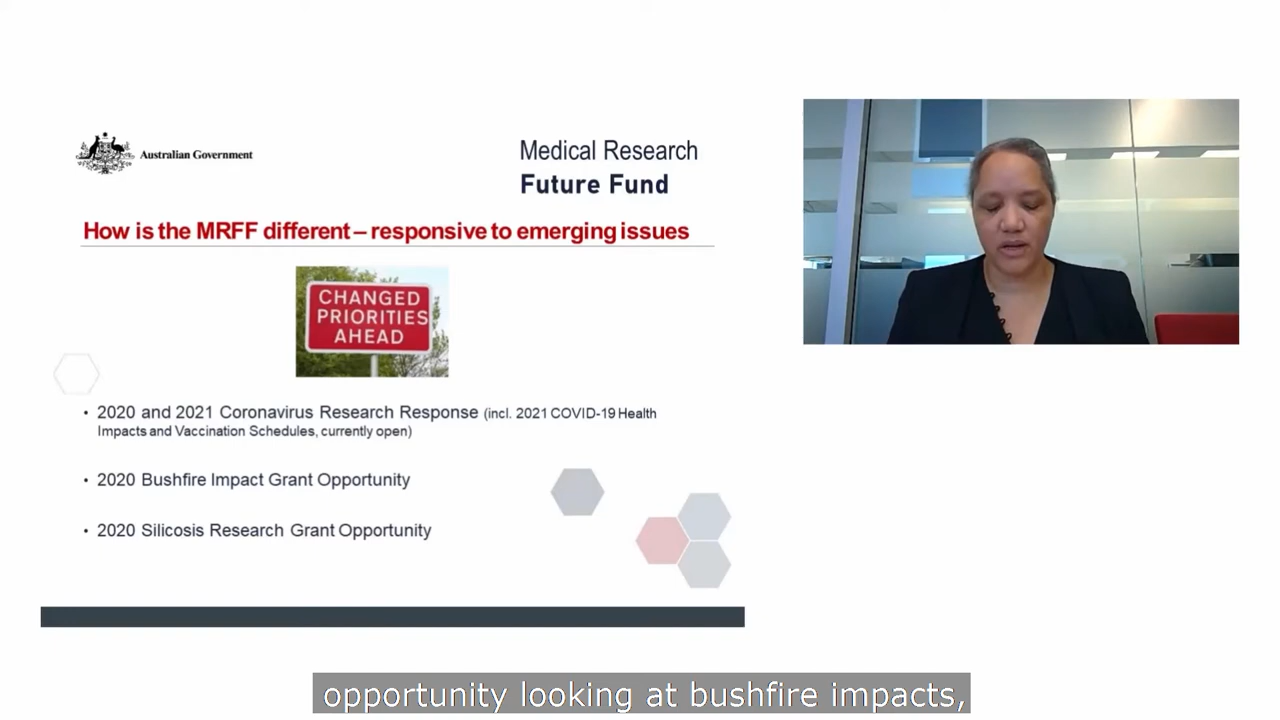 Australian Government
Medical Research
Future Fund
How is the MRFF different – responsive to emerging issues
CHANGED
PRIORITIES
AHEAD
• 2020 and 2021 Coronavirus Research Response (incl. 2021 COVID-19 Health
Impacts and Vaccination Schedules, currently open)
• 2020 Bushfire Impact Grant Opportunity
• 2020 Silicosis Research Grant Opportunity
opportunity looking at bushfire impacts,